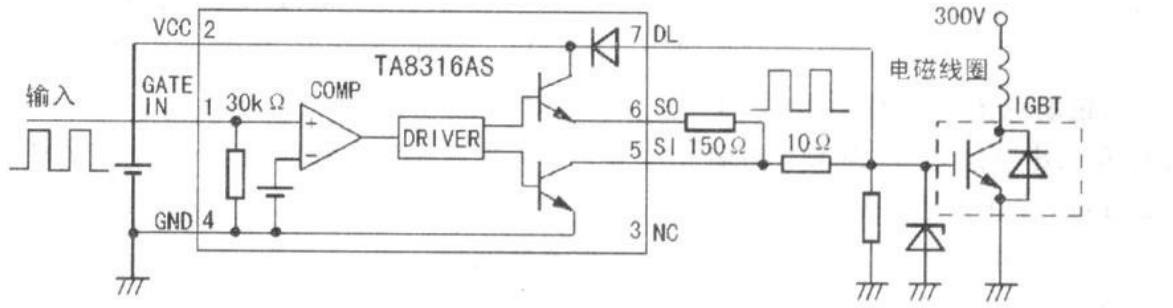 300V
VCC 2
7 DL
TA8316AS
电磁线圈
输入
GATE
IN 1
30kΩ
COMP
6 SO
IGBT
DRIVER
5 SI
150Ω
10Ω
+
−
GND 4
3 NC